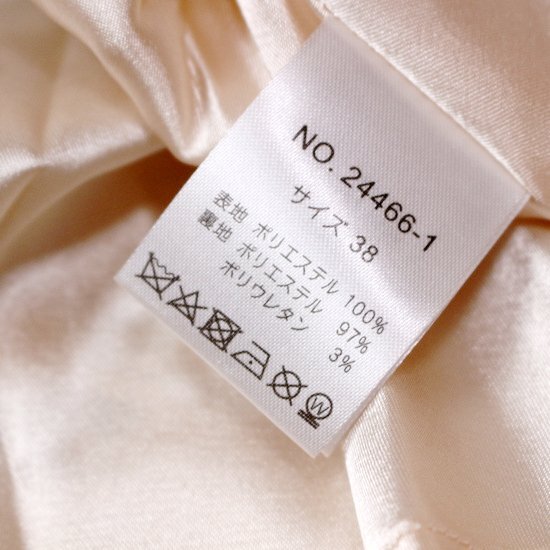 NO. 24466-1
サイズ 38
表地 ポリエステル 100%
裏地 ポリエステル 97%
ポリウレタン 3%
W